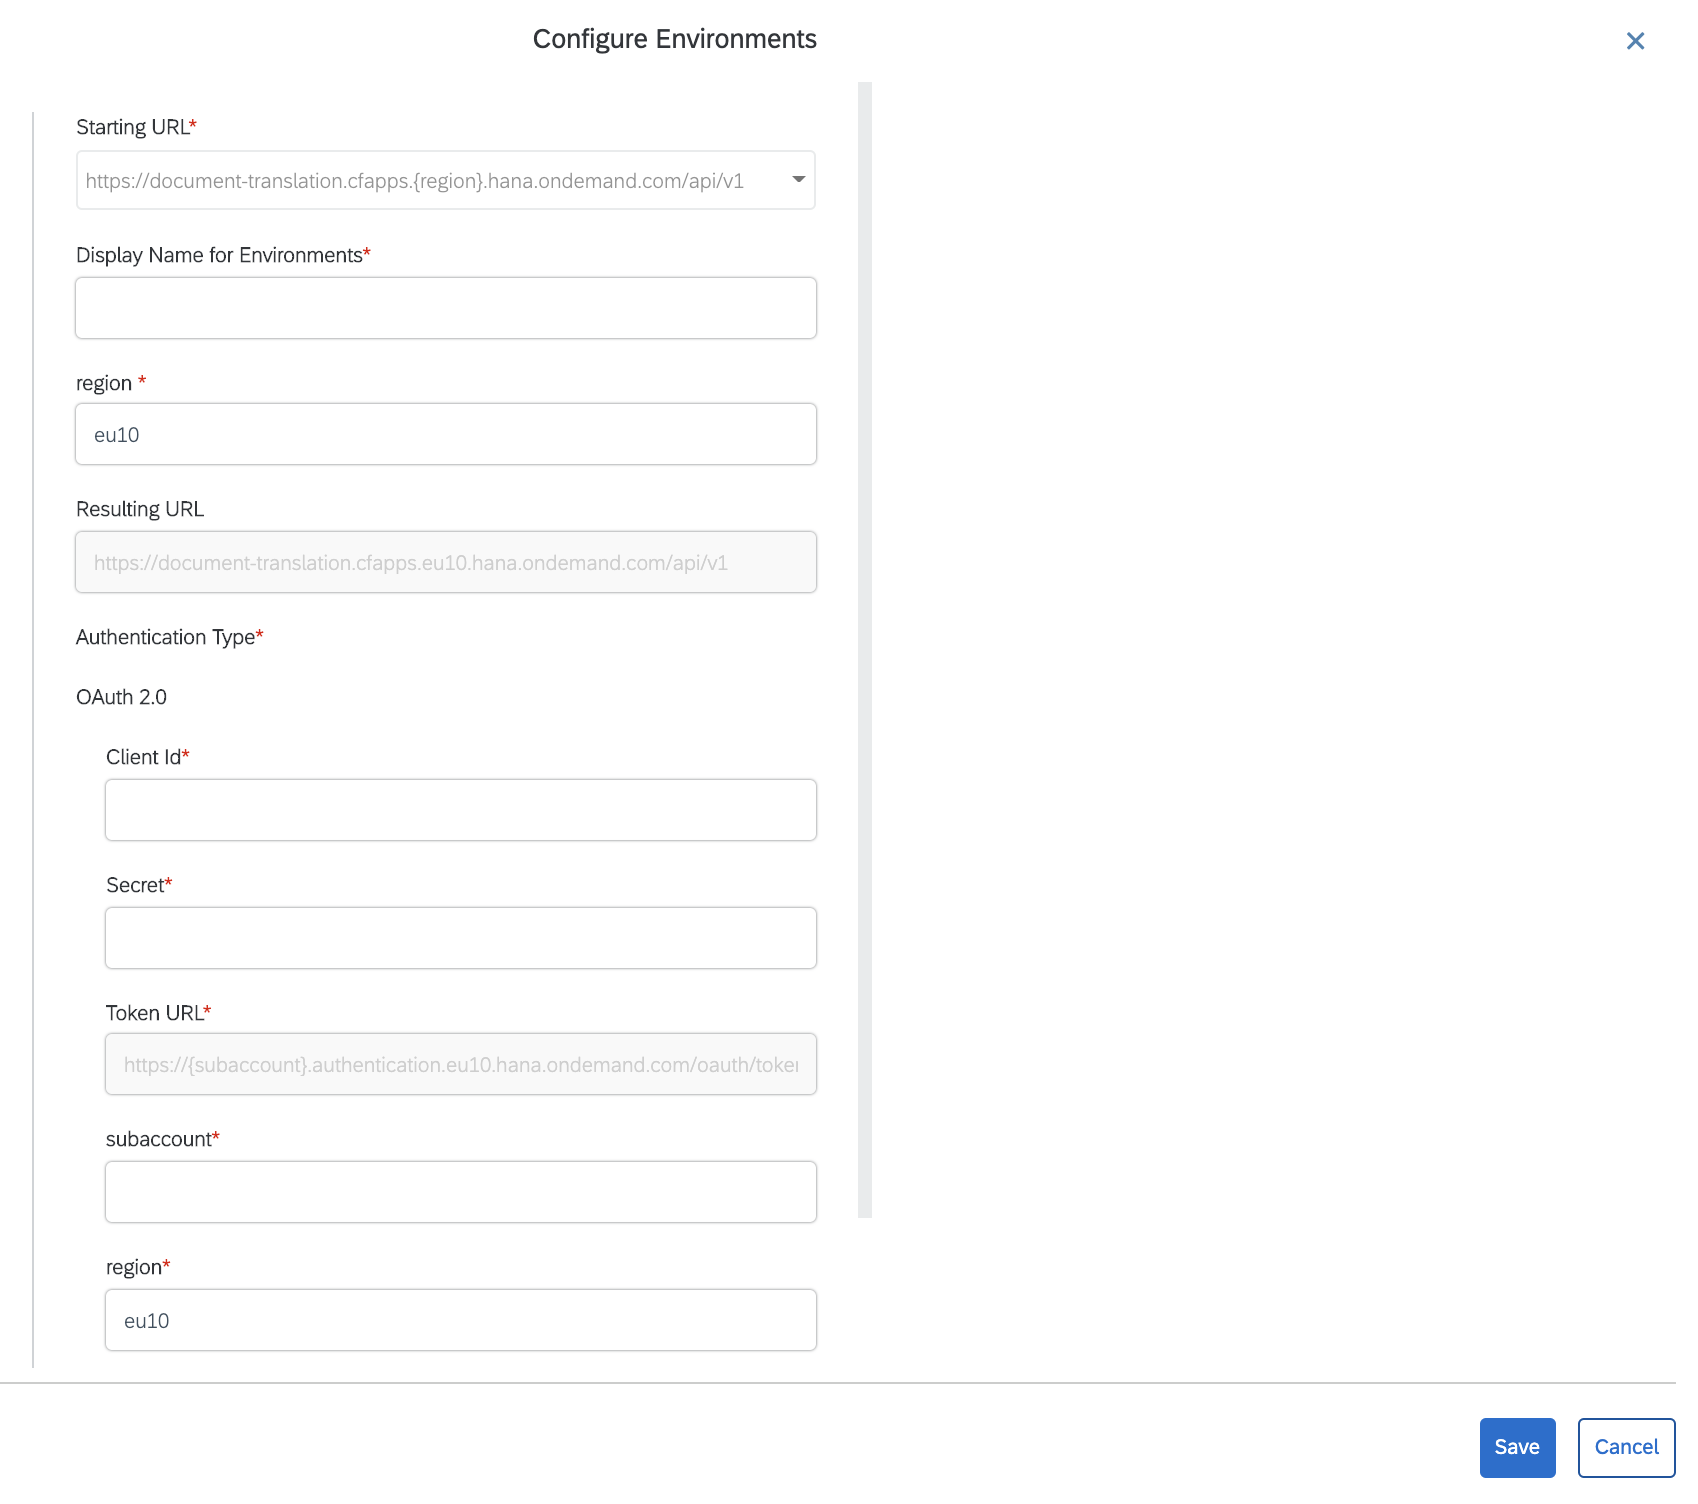 Configure Environments
Starting URL*
https://document-translation.cfapps.{region}.hana.ondemand.com/api/v1
Display Name for Environments*
region *
eu10
Resulting URL
https://document-translation.cfapps.eu10.hana.ondemand.com/api/v1
Authentication Type*
OAuth 2.0
Client Id*
Secret*
Token URL*
https://{subaccount}.authentication.eu10.hana.ondemand.com/oauth/token
subaccount*
region*
eu10
Save
Cancel